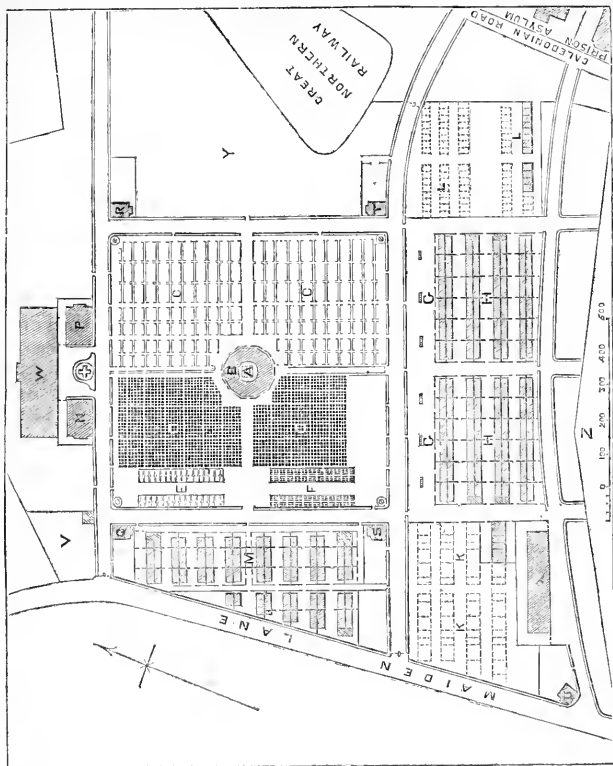 GREAT
NORTHERN
RAILWAY
CALEDONIAN ROAD
PRISON
ASYLUM
Y
R
T
W
P
N
V
C
C
B
A
E
F
Q
S
M
L
L
G
G
H
H
K
K
Z
0 100 200 300 400 500
MAIDEN LANE